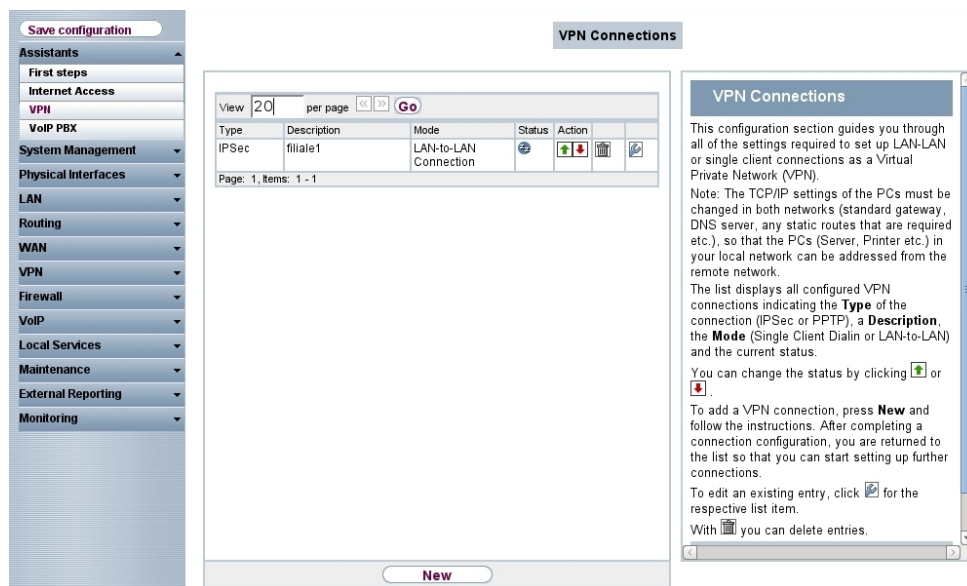 Save configuration
Assistants
First steps
Internet Access
VPN
VoIP PBX
System Management
Physical Interfaces
LAN
Routing
WAN
VPN
Firewall
VoIP
Local Services
Maintenance
External Reporting
Monitoring
VPN Connections
View 20 per page << >> Go
Type Description Mode Status Action
IPSec filiale1 LAN-to-LAN
Connection
Page: 1, Items: 1 - 1
New
VPN Connections
This configuration section guides you through
all of the settings required to set up LAN-LAN
or single client connections as a Virtual
Private Network (VPN).
Note: The TCP/IP settings of the PCs must be
changed in both networks (standard gateway,
DNS server, any static routes that are required
etc.), so that the PCs (Server, Printer etc.) in
your local network can be addressed from the
remote network.
The list displays all configured VPN
connections indicating the Type of the
connection (IPSec or PPTP), a Description,
the Mode (Single Client Dialin or LAN-to-LAN)
and the current status.
You can change the status by clicking or
.
To add a VPN connection, press New and
follow the instructions. After completing a
connection configuration, you are returned to
the list so that you can start setting up further
connections.
To edit an existing entry, click for the
respective list item.
With you can delete entries.